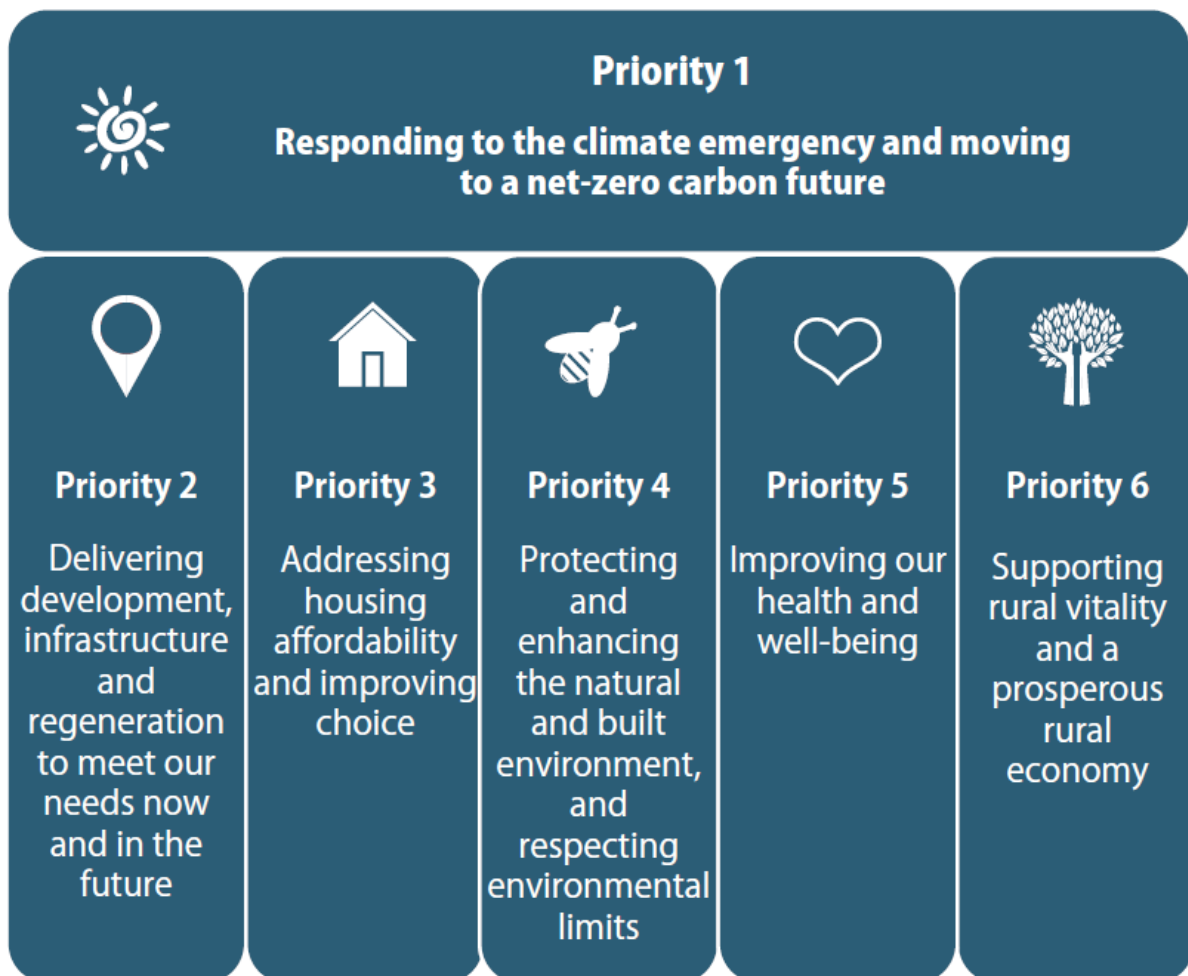 Priority 1
Responding to the climate emergency and moving
to a net-zero carbon future
Priority 2
Delivering
development,
infrastructure
and
regeneration
to meet our
needs now
and in the
future
Priority 3
Addressing
housing
affordability
and improving
choice
Priority 4
Protecting
and
enhancing
the natural
and built
environment,
and
respecting
environmental
limits
Priority 5
Improving our
health and
well-being
Priority 6
Supporting
rural vitality
and a
prosperous
rural
economy